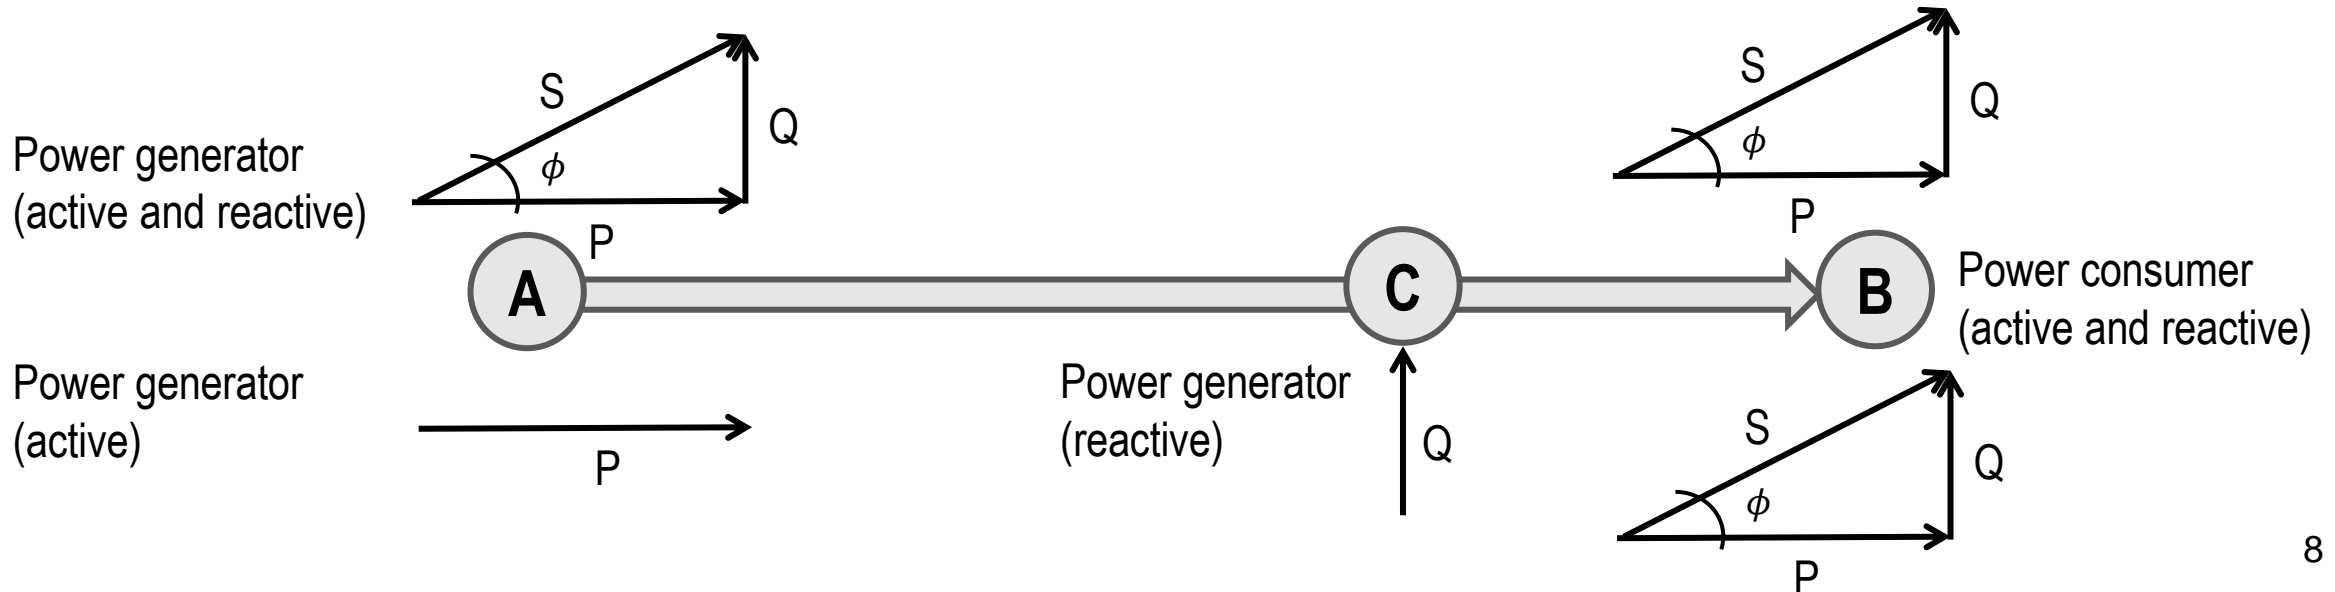 S
Q
ϕ
P
S
Q
ϕ
P
Power generator
(active and reactive)
A
C
B
Power consumer
(active and reactive)
Power generator
(active)
P
Power generator
(reactive)
Q
S
Q
ϕ
P
8